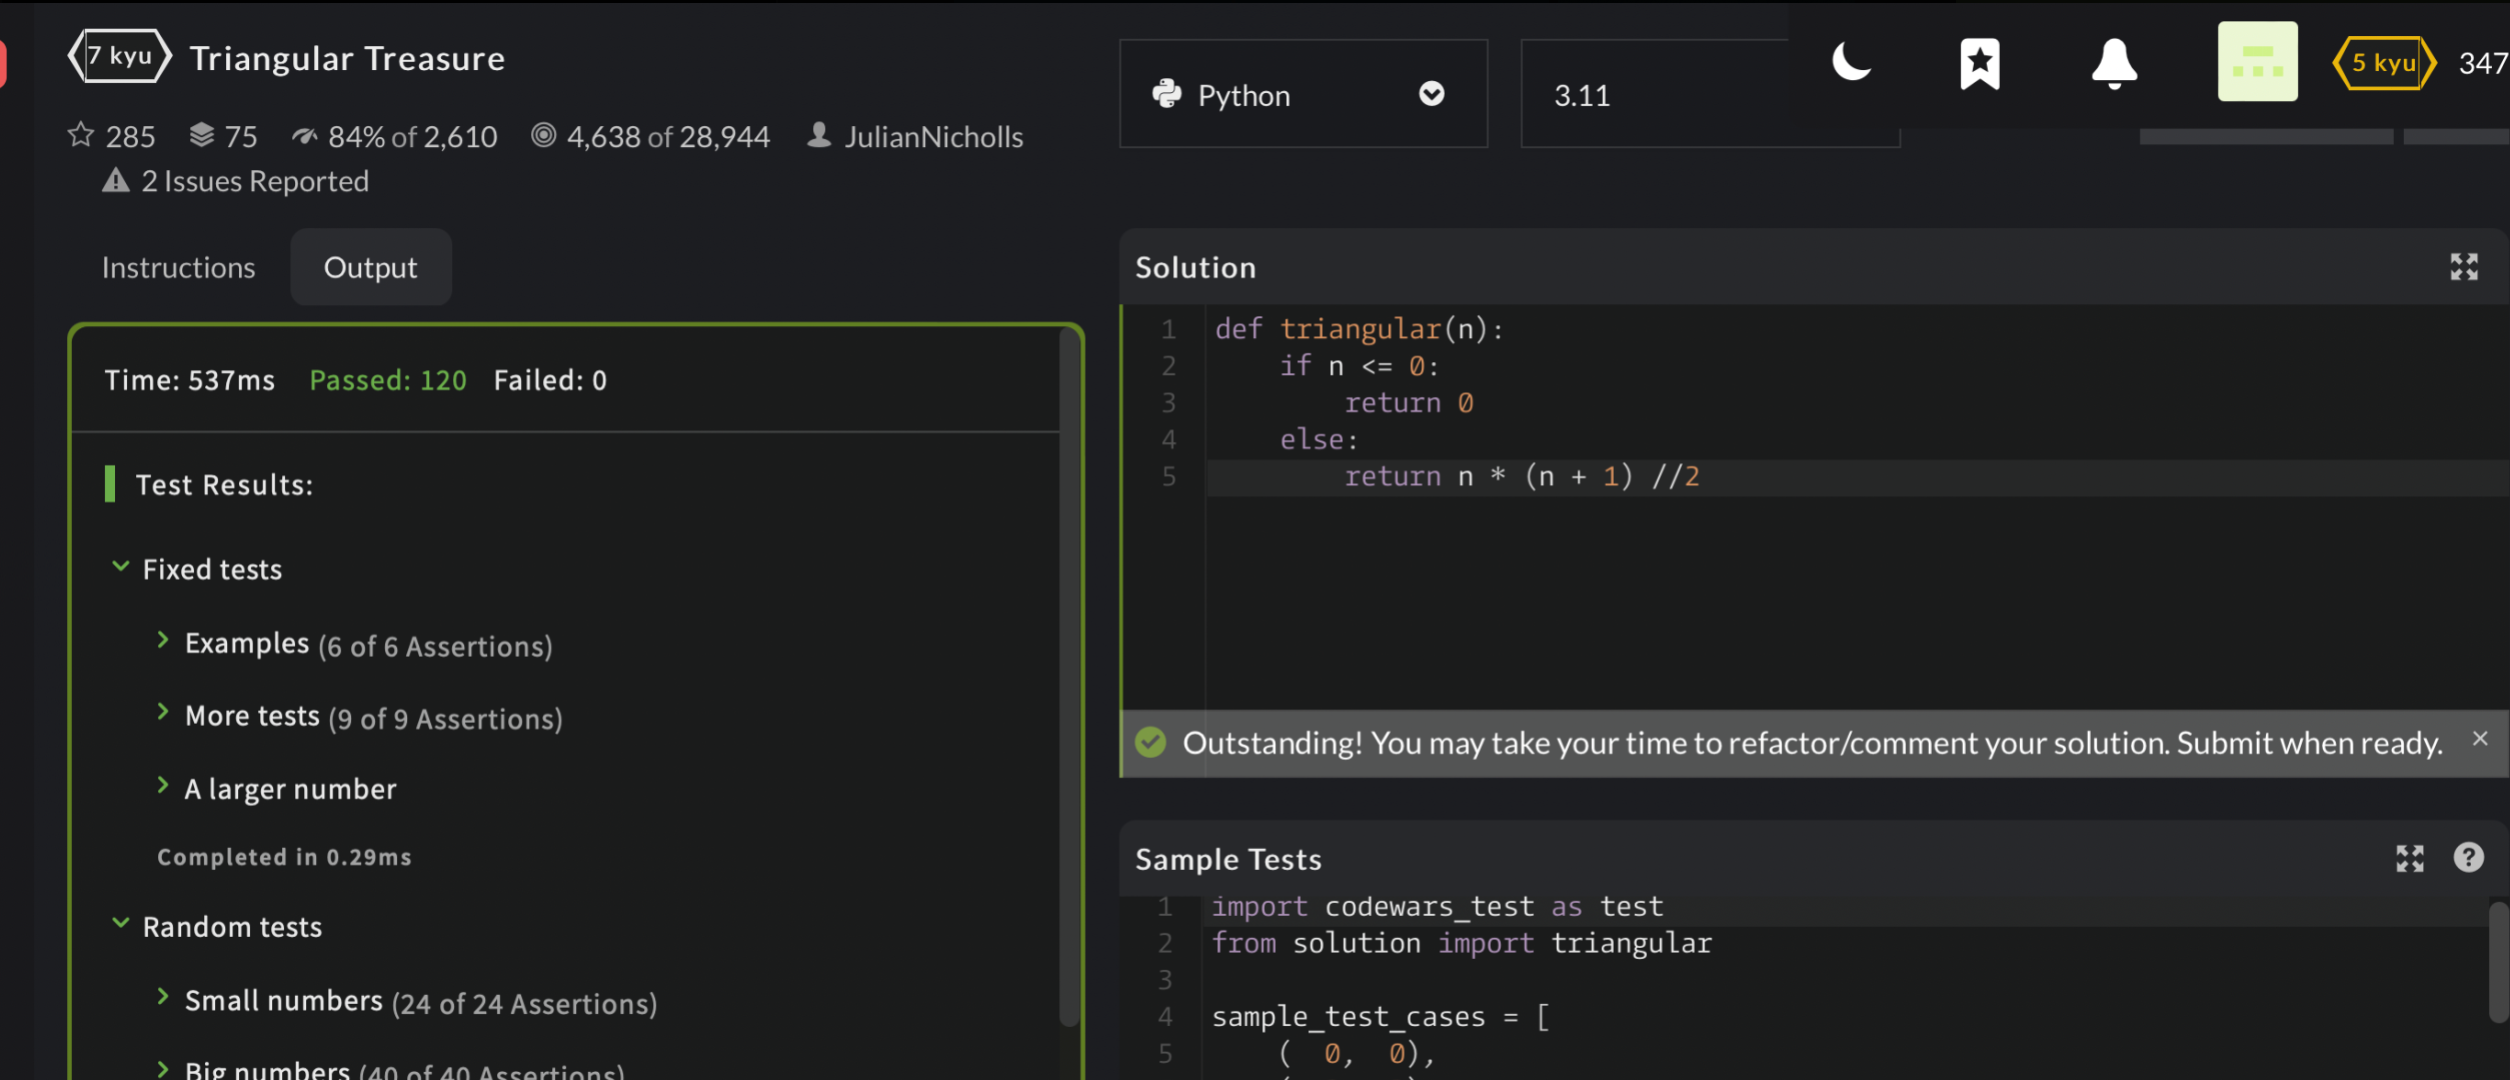 7 kyu Triangular Treasure
285 75 84% of 2,610 4,638 of 28,944 JulianNicholls
2 Issues Reported
Instructions Output
Time: 537ms Passed: 120 Failed: 0
Test Results:
Fixed tests
Examples (6 of 6 Assertions)
More tests (9 of 9 Assertions)
A larger number
Completed in 0.29ms
Random tests
Small numbers (24 of 24 Assertions)
Big numbers (40 of 40 Assertions)
Python 3.11
5 kyu 347
Solution
1 def triangular(n):
2 if n <= 0:
3 return 0
4 else:
5 return n * (n + 1) //2
Outstanding! You may take your time to refactor/comment your solution. Submit when ready. ×
Sample Tests ?
1 import codewars_test as test
2 from solution import triangular
3
4 sample_test_cases = [
5 ( 0, 0),